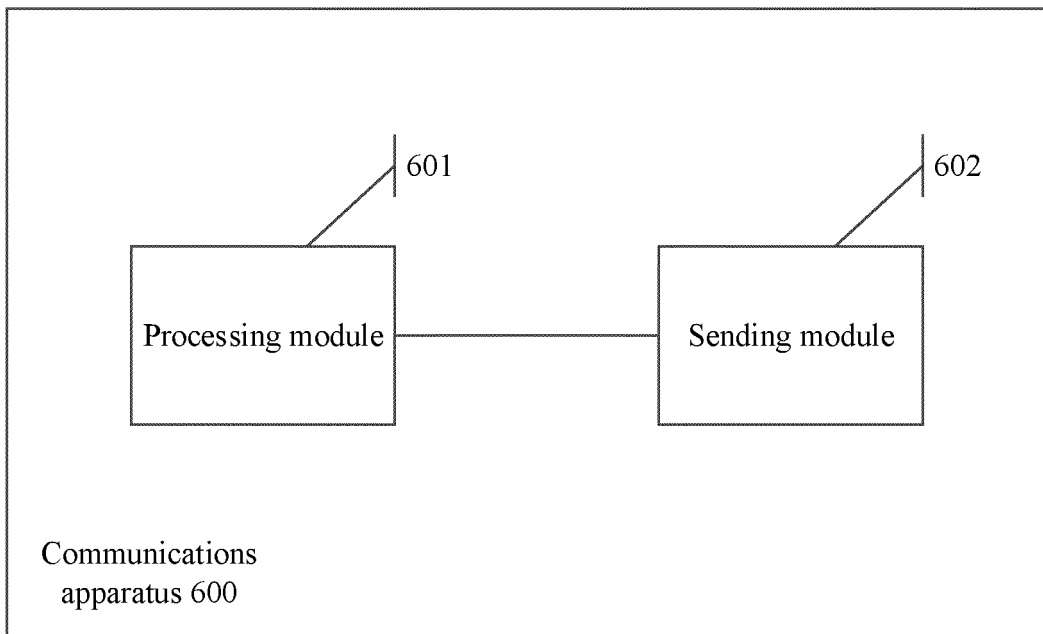 601
602
Processing module
Sending module
Communications
apparatus 600